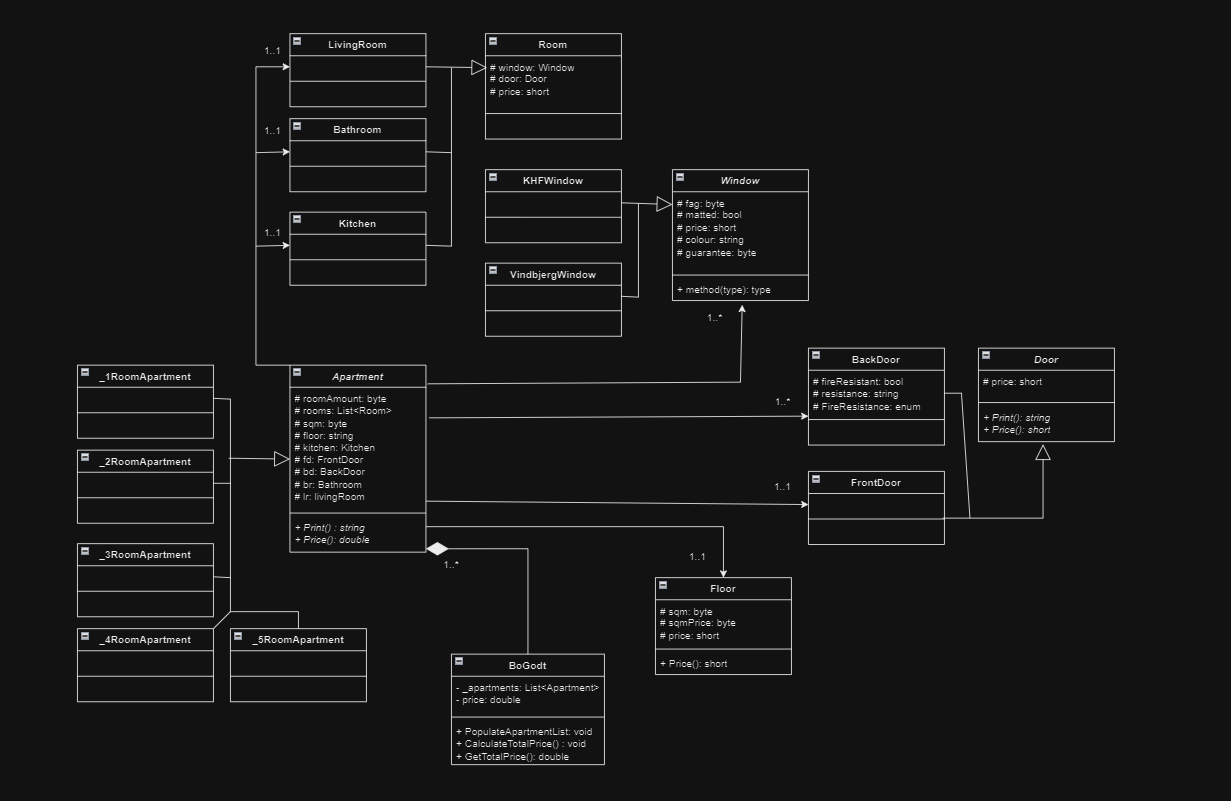 1..1
LivingRoom
Room
# window: Window
# door: Door
# price: short
1..1
Bathroom
KHFWindow
Window
# fag: byte
# matted: bool
# price: short
# colour: string
# guarantee: byte
+ method(type): type
1..1
Kitchen
VindbjergWindow
1..*
_1RoomApartment
Apartment
# roomAmount: byte
# rooms: List<Room>
# sqm: byte
# floor: string
# kitchen: Kitchen
# fd: FrontDoor
# bd: BackDoor
# br: Bathroom
# lr: livingRoom
+ Print() : string
+ Price(): double
BackDoor
# fireResistant: bool
# resistance: string
# FireResistance: enum
Door
# price: short
+ Print(): string
+ Price(): short
1..*
_2RoomApartment
1..1
FrontDoor
_3RoomApartment
1..*
1..1
Floor
# sqm: byte
# sqmPrice: byte
# price: short
+ Price(): short
_4RoomApartment
_5RoomApartment
BoGodt
- _apartments: List<Apartment>
- price: double
+ PopulateApartmentList: void
+ CalculateTotalPrice() : void
+ GetTotalPrice(): double